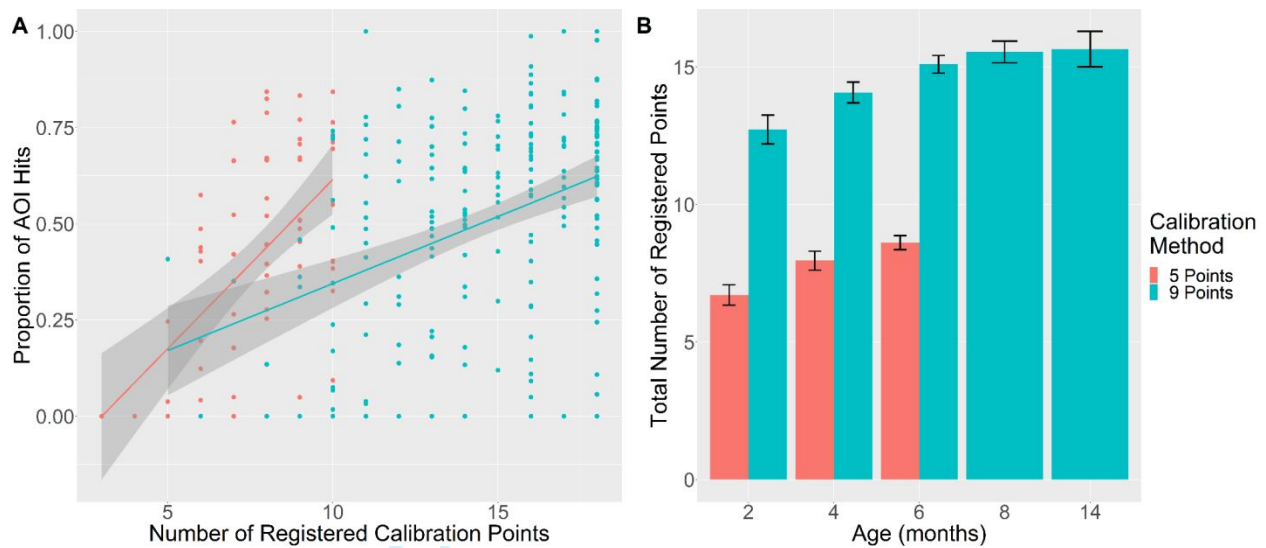 A
1.00
0.75
0.50
0.25
0.00
Proportion of AOI Hits
5
10
15
Number of Registered Calibration Points
B
15
10
5
0
Total Number of Registered Points
2
4
6
8
14
Age (months)
Calibration
Method
5 Points
9 Points